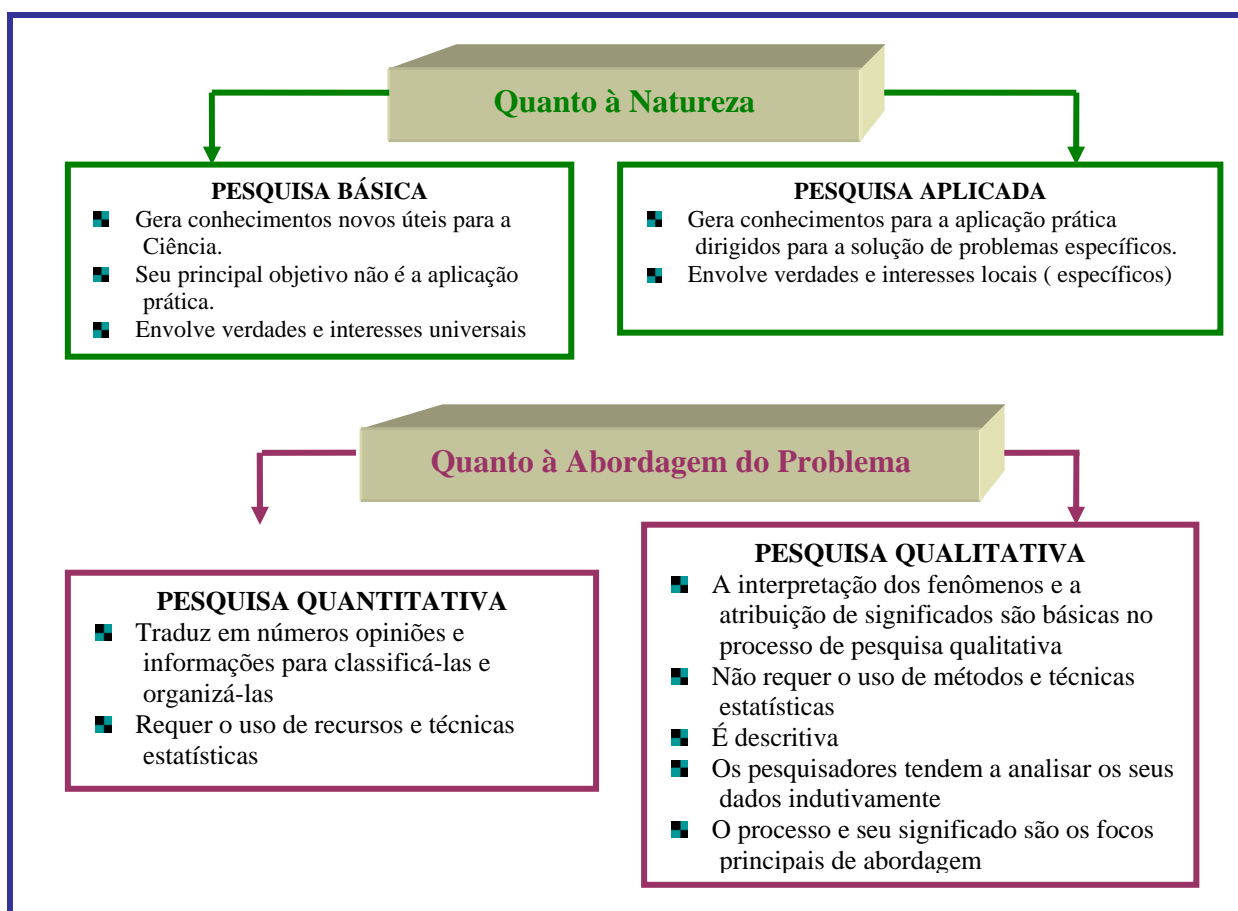 Quanto à Natureza
PESQUISA BÁSICA
Gera conhecimentos novos úteis para a
Ciência.
Seu principal objetivo não é a aplicação
prática.
Envolve verdades e interesses universais
PESQUISA APLICADA
Gera conhecimentos para a aplicação prática
dirigidos para a solução de problemas específicos.
Envolve verdades e interesses locais ( específicos)
Quanto à Abordagem do Problema
PESQUISA QUANTITATIVA
Traduz em números opiniões e
informações para classificá-las e
organizá-las
Requer o uso de recursos e técnicas
estatísticas
PESQUISA QUALITATIVA
A interpretação dos fenômenos e a
atribuição de significados são básicas no
processo de pesquisa qualitativa
Não requer o uso de métodos e técnicas
estatísticas
É descritiva
Os pesquisadores tendem a analisar os seus
dados indutivamente
O processo e seu significado são os focos
principais de abordagem